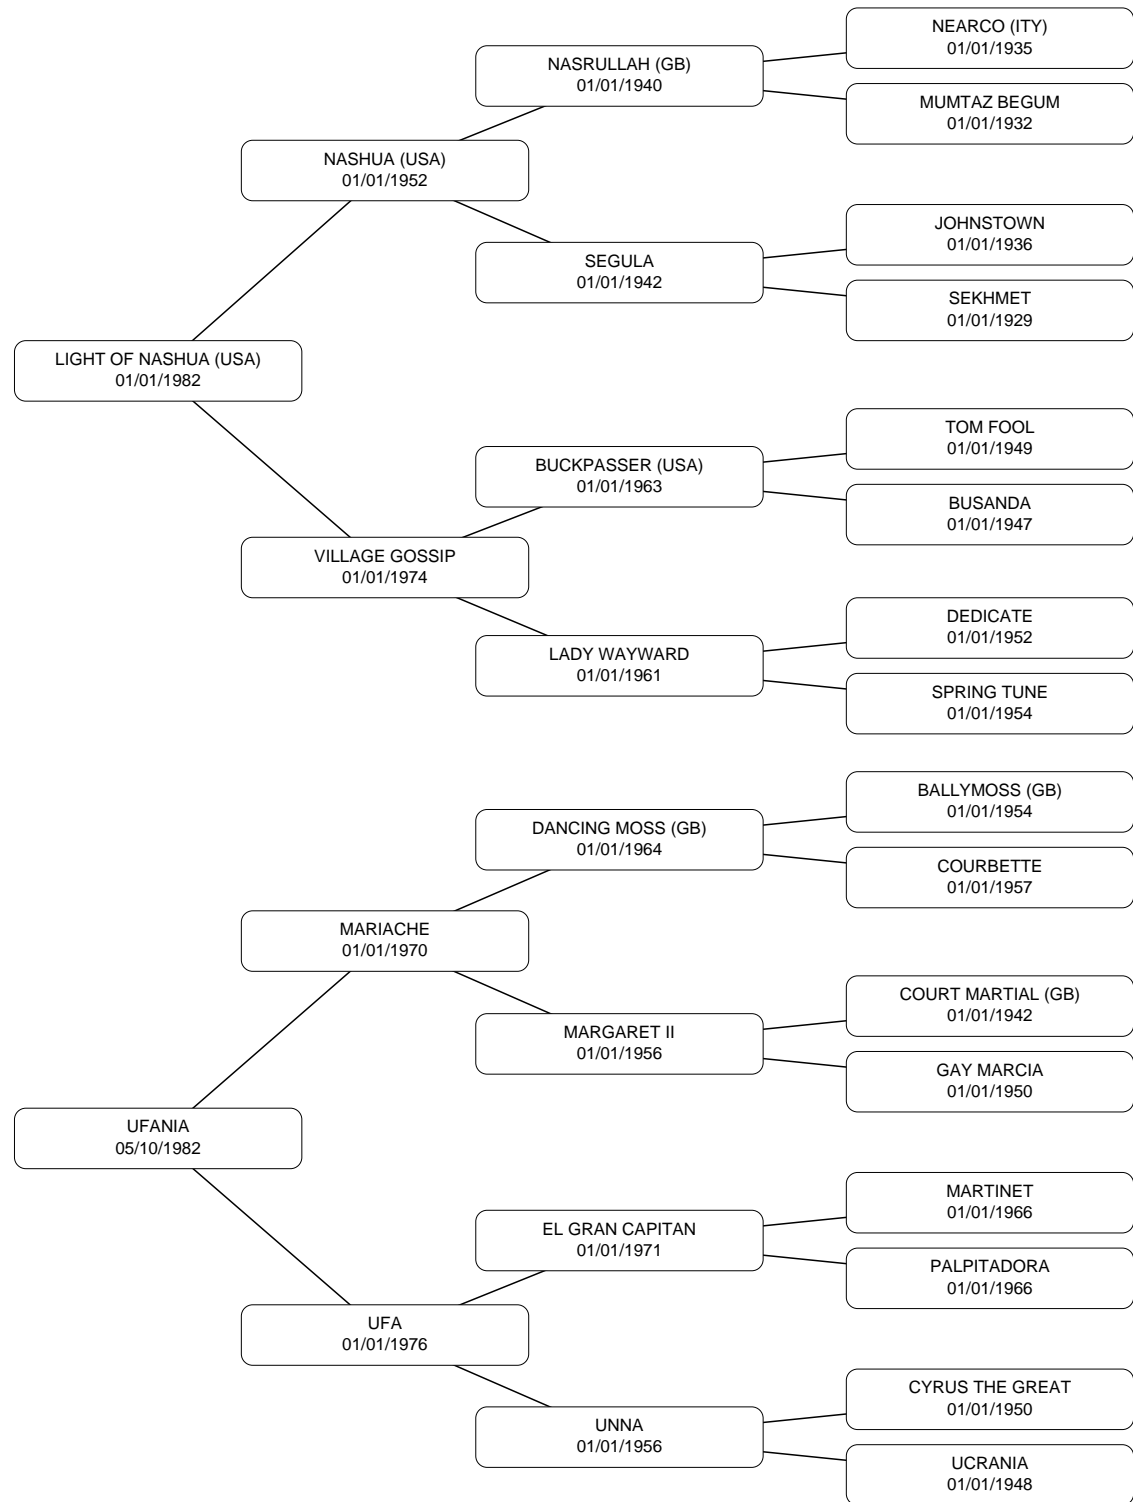 NEARCO (ITY)
01/01/1935
NASRULLAH (GB)
01/01/1940
MUMTAZ BEGUM
01/01/1932
NASHUA (USA)
01/01/1952
JOHNSTOWN
01/01/1936
SEGULA
01/01/1942
SEKHMET
01/01/1929
LIGHT OF NASHUA (USA)
01/01/1982
TOM FOOL
01/01/1949
BUCKPASSER (USA)
01/01/1963
BUSANDA
01/01/1947
VILLAGE GOSSIP
01/01/1974
DEDICATE
01/01/1952
LADY WAYWARD
01/01/1961
SPRING TUNE
01/01/1954
BALLYMOSS (GB)
01/01/1954
DANCING MOSS (GB)
01/01/1964
COURBETTE
01/01/1957
MARIACHE
01/01/1970
COURT MARTIAL (GB)
01/01/1942
MARGARET II
01/01/1956
GAY MARCIA
01/01/1950
UFANIA
05/10/1982
MARTINET
01/01/1966
EL GRAN CAPITAN
01/01/1971
PALPITADORA
01/01/1966
UFA
01/01/1976
CYRUS THE GREAT
01/01/1950
UNNA
01/01/1956
UCRANIA
01/01/1948